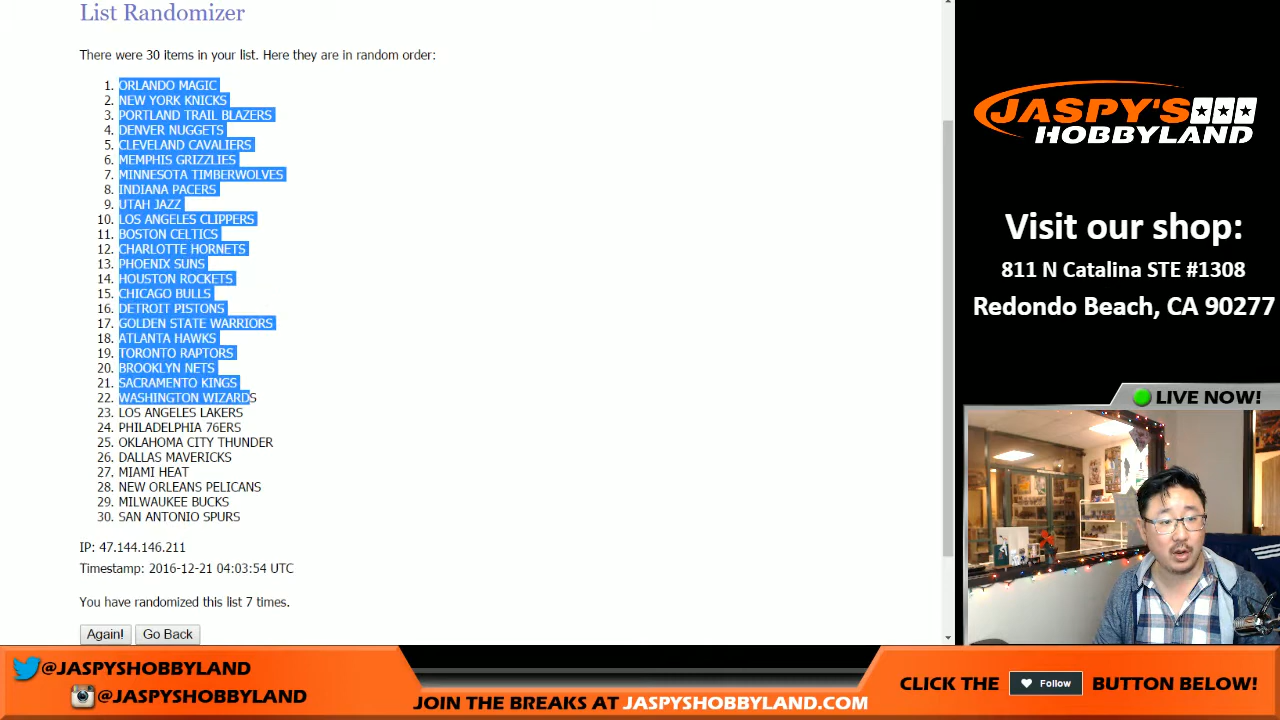 List Randomizer
There were 30 items in your list. Here they are in random order:
1. ORLANDO MAGIC
2. NEW YORK KNICKS
3. PORTLAND TRAIL BLAZERS
4. DENVER NUGGETS
5. CLEVELAND CAVALIERS
6. MEMPHIS GRIZZLIES
7. MINNESOTA TIMBERWOLVES
8. INDIANA PACERS
9. UTAH JAZZ
10. LOS ANGELES CLIPPERS
11. BOSTON CELTICS
12. CHARLOTTE HORNETS
13. PHOENIX SUNS
14. HOUSTON ROCKETS
15. CHICAGO BULLS
16. DETROIT PISTONS
17. GOLDEN STATE WARRIORS
18. ATLANTA HAWKS
19. TORONTO RAPTORS
20. BROOKLYN NETS
21. SACRAMENTO KINGS
22. WASHINGTON WIZARDS
23. LOS ANGELES LAKERS
24. PHILADELPHIA 76ERS
25. OKLAHOMA CITY THUNDER
26. DALLAS MAVERICKS
27. MIAMI HEAT
28. NEW ORLEANS PELICANS
29. MILWAUKEE BUCKS
30. SAN ANTONIO SPURS
IP: 47.144.146.211
Timestamp: 2016-12-21 04:03:54 UTC
You have randomized this list 7 times.
Again! Go Back
JASPY'S
HOBBYLAND
Visit our shop:
811 N Catalina STE #1308
Redondo Beach, CA 90277
LIVE NOW!
@JASPYSHOBBYLAND
@JASPYSHOBBYLAND
JOIN THE BREAKS AT JASPYSHOBBYLAND.COM
CLICK THE Follow BUTTON BELOW!